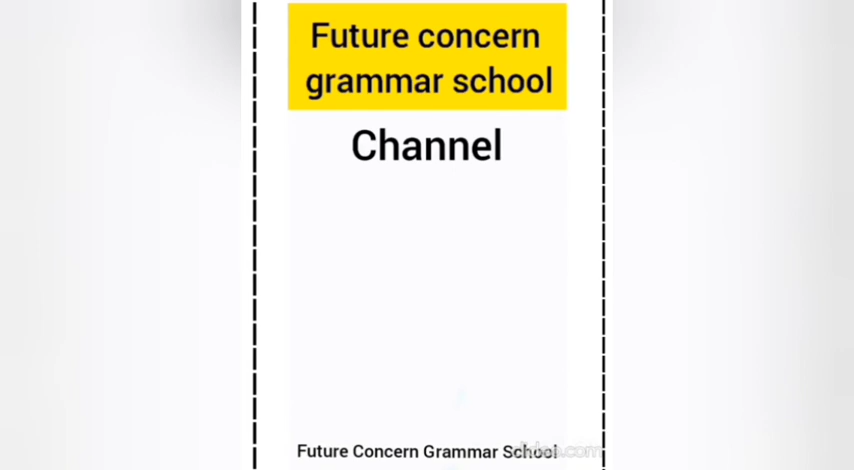 Future concern
grammar school
Channel
Future Concern Grammar School